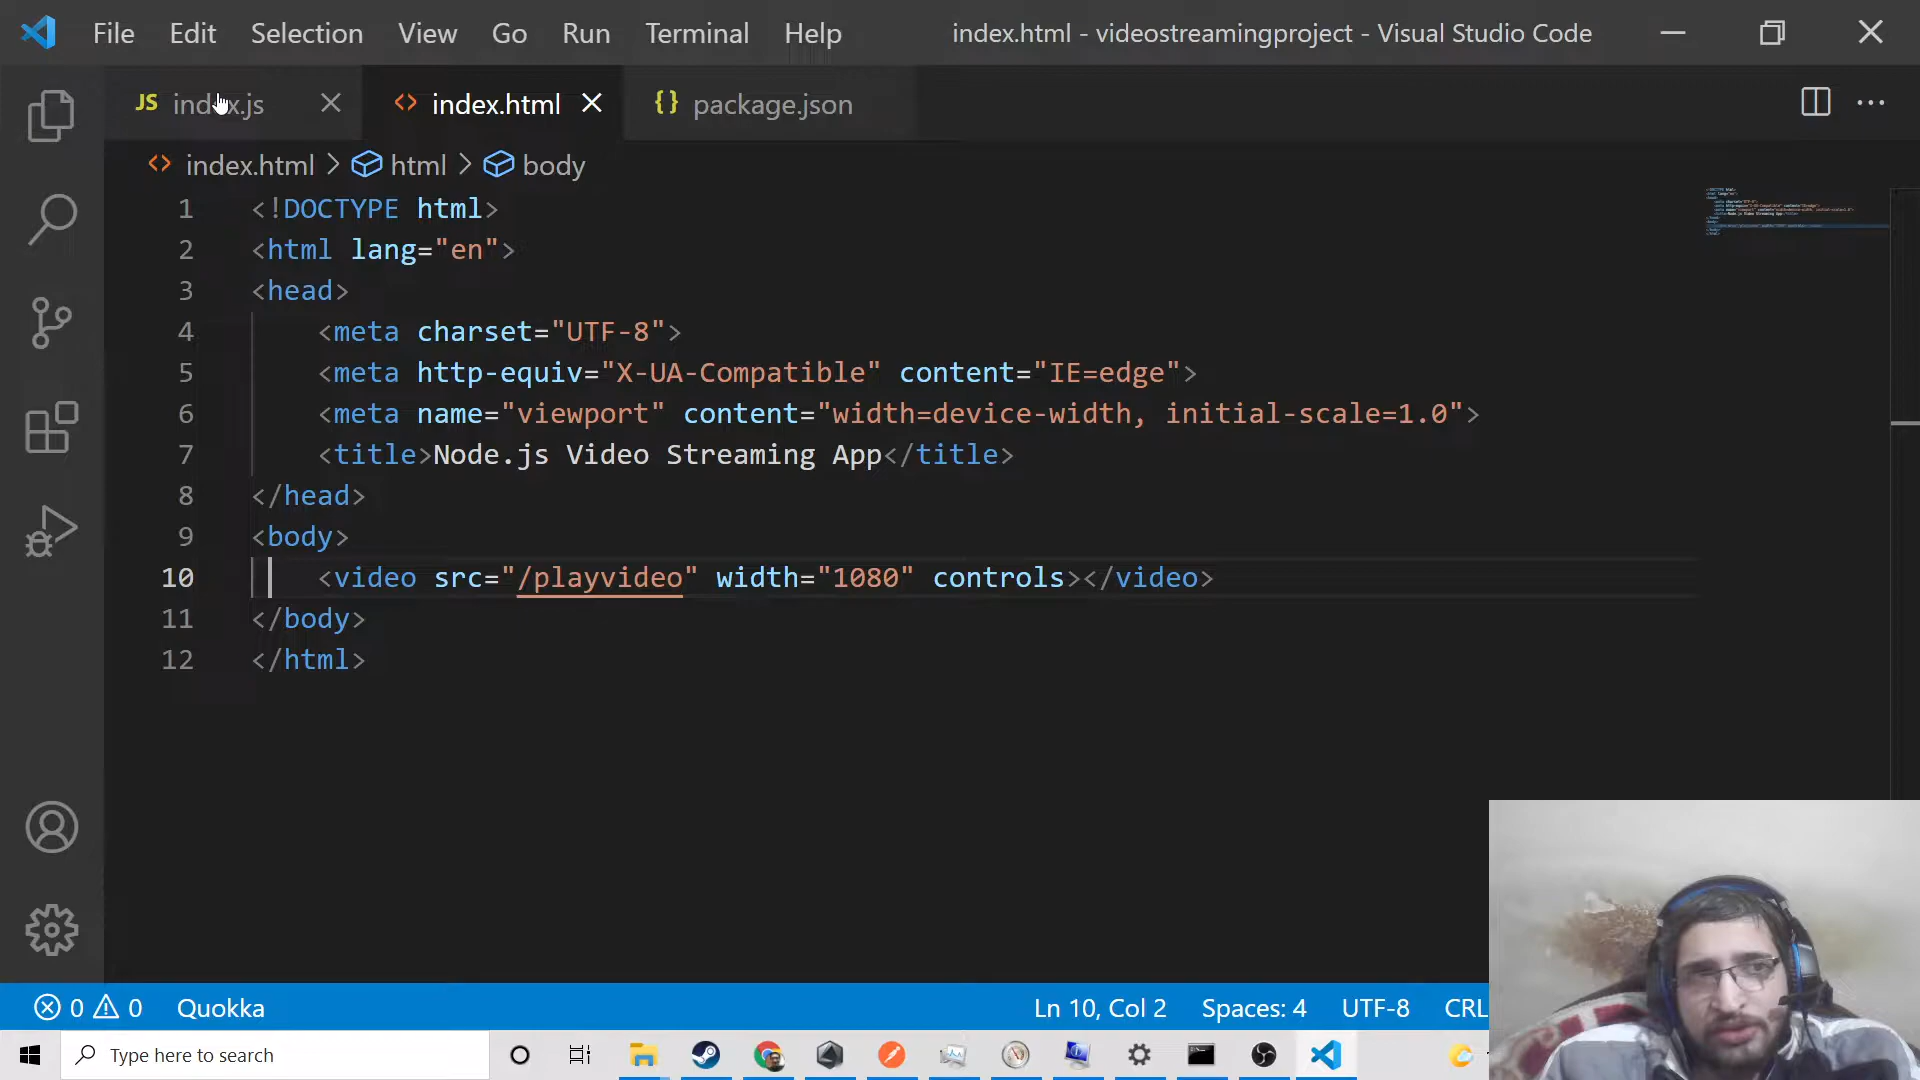 File Edit Selection View Go Run Terminal Help index.html - videostreamingproject - Visual Studio Code
JS index.js index.html package.json
index.html > html > body
1 <!DOCTYPE html>
2 <html lang="en">
3 <head>
4 <meta charset="UTF-8">
5 <meta http-equiv="X-UA-Compatible" content="IE=edge">
6 <meta name="viewport" content="width=device-width, initial-scale=1.0">
7 <title>Node.js Video Streaming App</title>
8 </head>
9 <body>
10 <video src="/playvideo" width="1080" controls></video>
11 </body>
12 </html>
0 0 Quokka Ln 10, Col 2 Spaces: 4 UTF-8 CRL
Type here to search